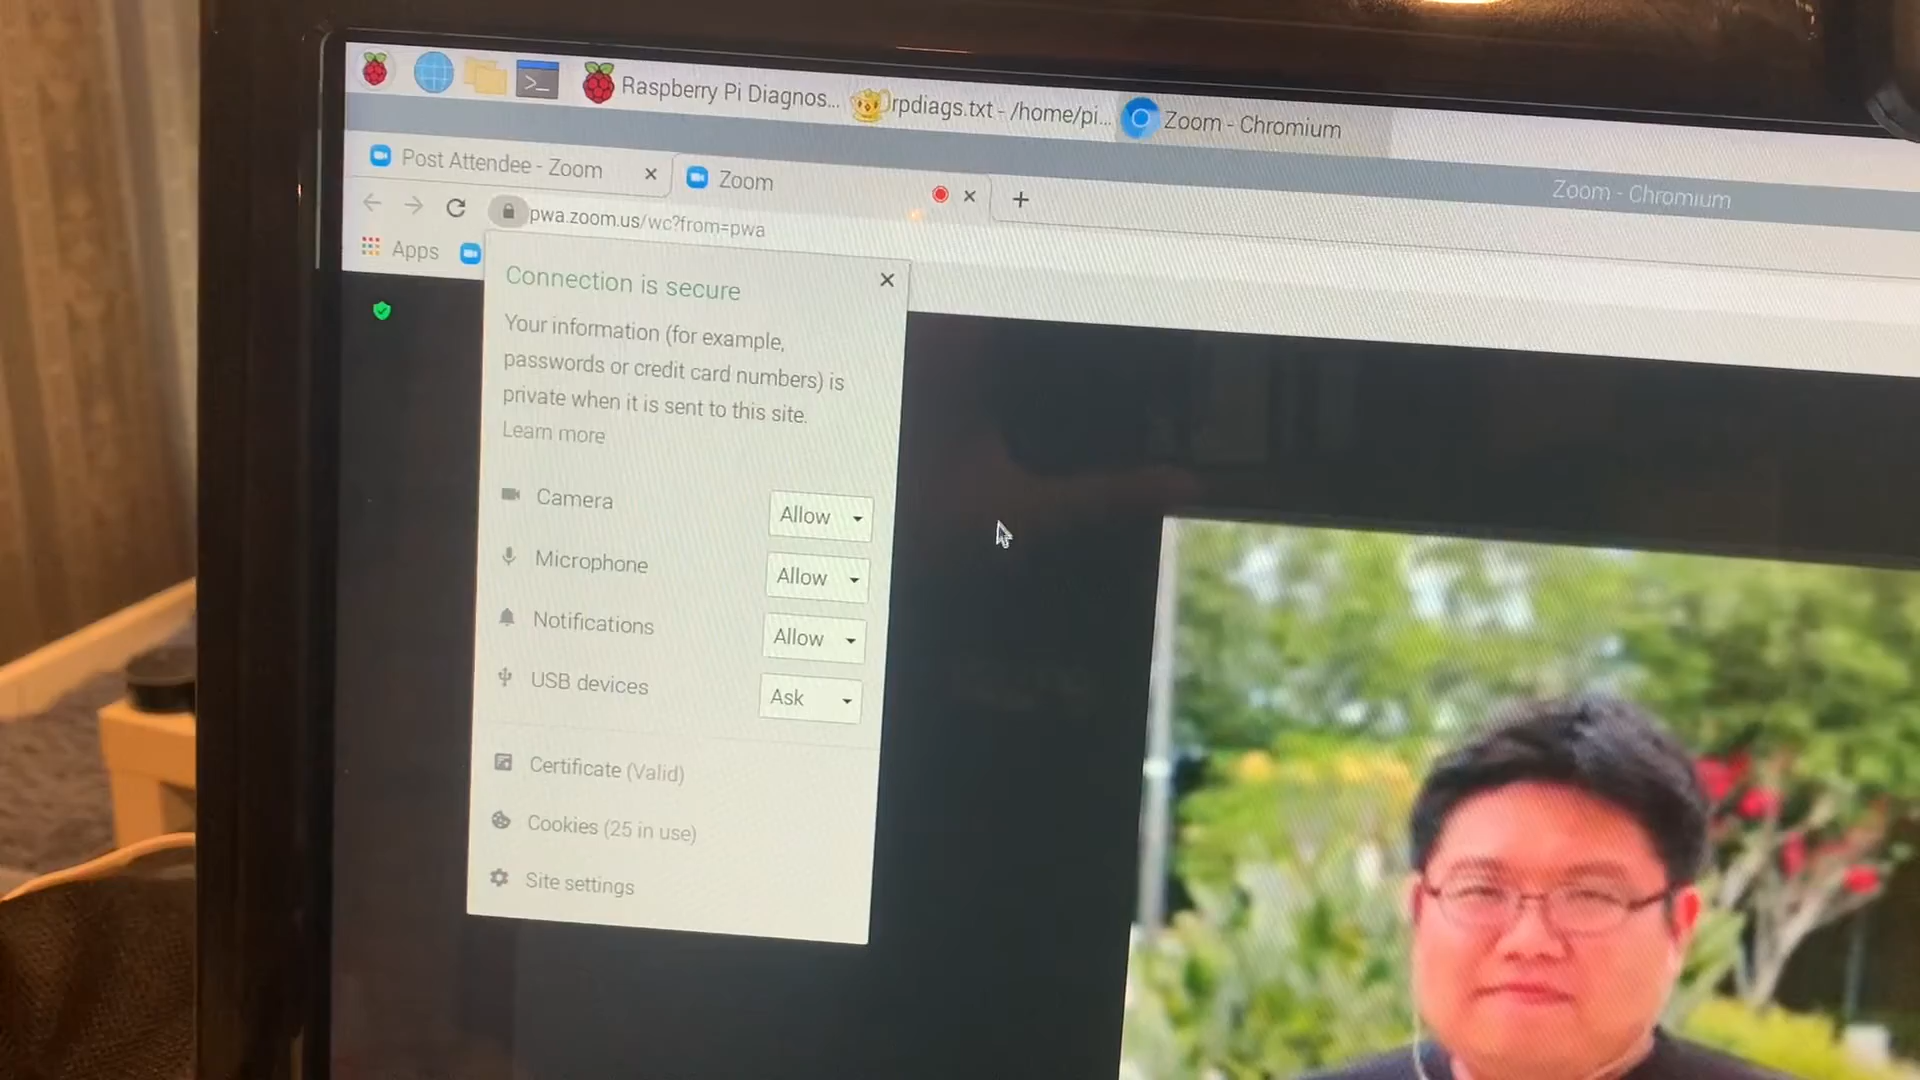 Raspberry Pi Diagnos...
rpdiags.txt - /home/pi...
Zoom - Chromium
Zoom - Chromium
Post Attendee - Zoom
Zoom
pwa.zoom.us/wc?from=pwa
Apps
Connection is secure
Your information (for example,
passwords or credit card numbers) is
private when it is sent to this site.
Learn more
Camera Allow
Microphone Allow
Notifications Allow
USB devices Ask
Certificate (Valid)
Cookies (25 in use)
Site settings